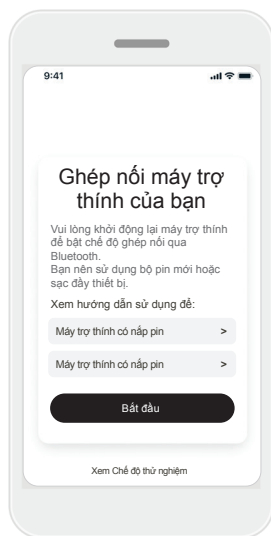 9:41
Ghép nối máy trợ
thính của bạn
Vui lòng khởi động lại máy trợ thính
để bật chế độ ghép nối qua
Bluetooth.
Bạn nên sử dụng bộ pin mới hoặc
sạc đầy thiết bị.
Xem hướng dẫn sử dụng để:
Máy trợ thính có nắp pin >
Máy trợ thính có nắp pin >
Bắt đầu
Xem Chế độ thử nghiệm